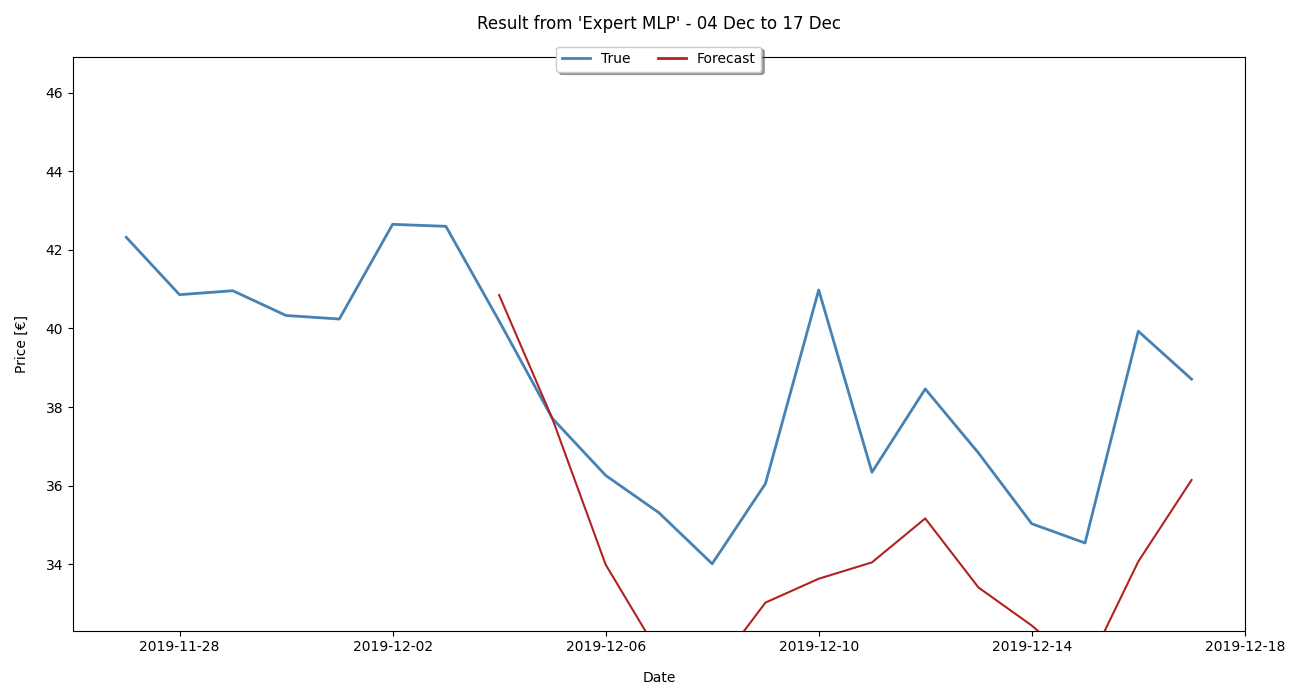 Result from 'Expert MLP' - 04 Dec to 17 Dec
True Forecast
46
44
42
40
38
36
34
Price [€]
2019-11-28 2019-12-02 2019-12-06 2019-12-10 2019-12-14 2019-12-18
Date